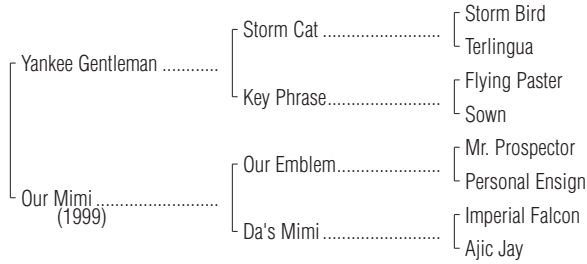 Storm Bird
Storm Cat ........................
Terlingua
Yankee Gentleman ............
Flying Paster
Key Phrase.......................
Sown
Mr. Prospector
Our Emblem.....................
Personal Ensign
Our Mimi ..........................
(1999)
Imperial Falcon
Da's Mimi ........................
Ajic Jay